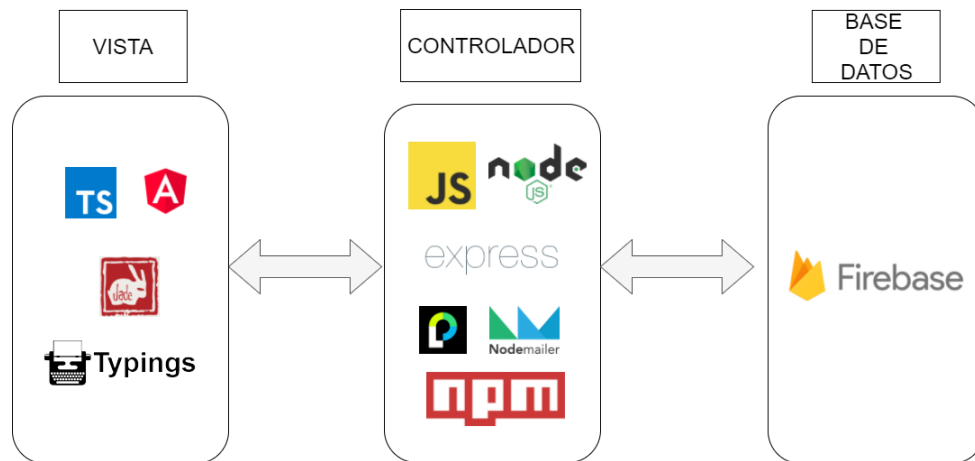 VISTA
CONTROLADOR
BASE
DE
DATOS
TS
A
Jade
Typings
JS
node
JS
express
Nodemailer
npm
Firebase